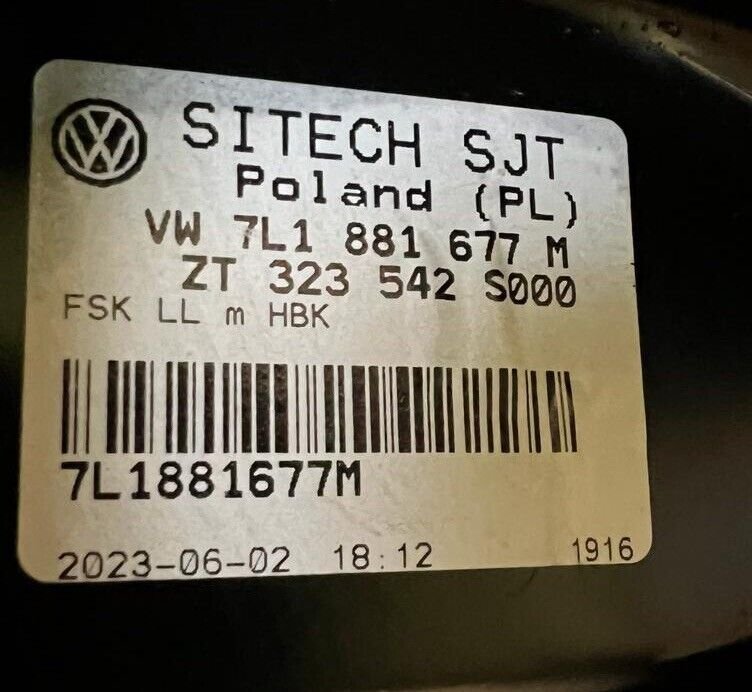 SITECH SJT
Poland (PL)
VW 7L1 881 677 M
ZT 323 542 S000
FSK LL m HBK
7L1881677M
2023-06-02 18:12 1916